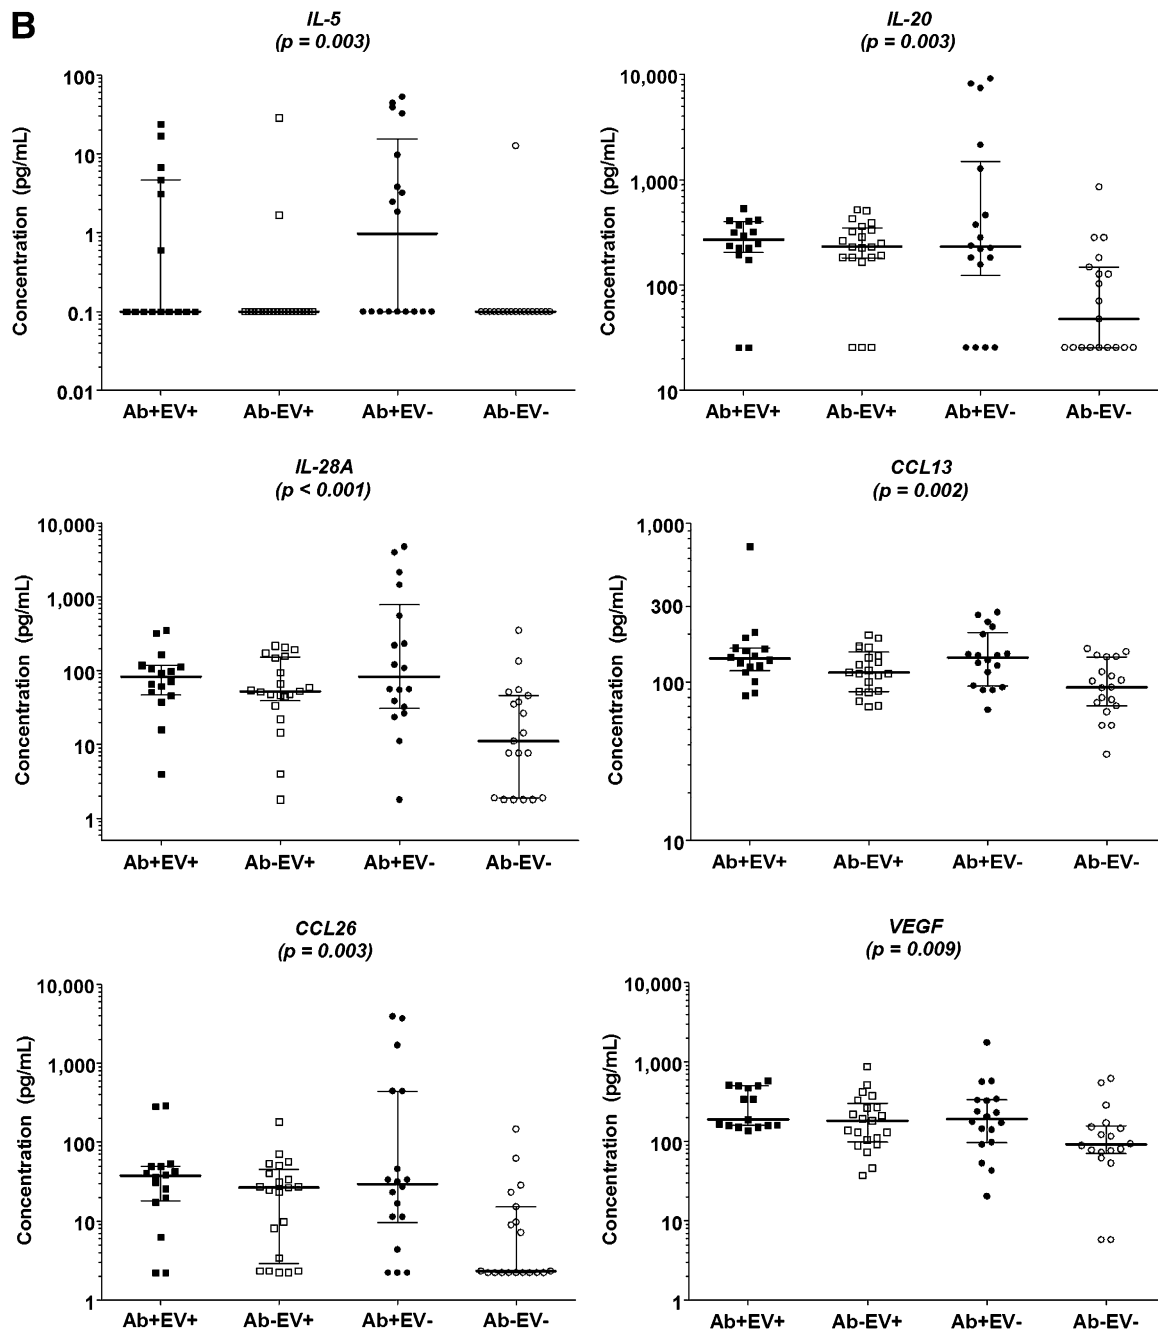 B
IL-5
(p = 0.003)
Concentration (pg/mL)
100
10
1
0.1
0.01
Ab+EV+ Ab-EV+ Ab+EV- Ab-EV-
IL-20
(p = 0.003)
Concentration (pg/mL)
10,000
1,000
100
10
Ab+EV+ Ab-EV+ Ab+EV- Ab-EV-
IL-28A
(p < 0.001)
Concentration (pg/mL)
10,000
1,000
100
10
1
Ab+EV+ Ab-EV+ Ab+EV- Ab-EV-
CCL13
(p = 0.002)
Concentration (pg/mL)
1,000
300
100
10
Ab+EV+ Ab-EV+ Ab+EV- Ab-EV-
CCL26
(p = 0.003)
Concentration (pg/mL)
10,000
1,000
100
10
1
Ab+EV+ Ab-EV+ Ab+EV- Ab-EV-
VEGF
(p = 0.009)
Concentration (pg/mL)
10,000
1,000
100
10
1
Ab+EV+ Ab-EV+ Ab+EV- Ab-EV-